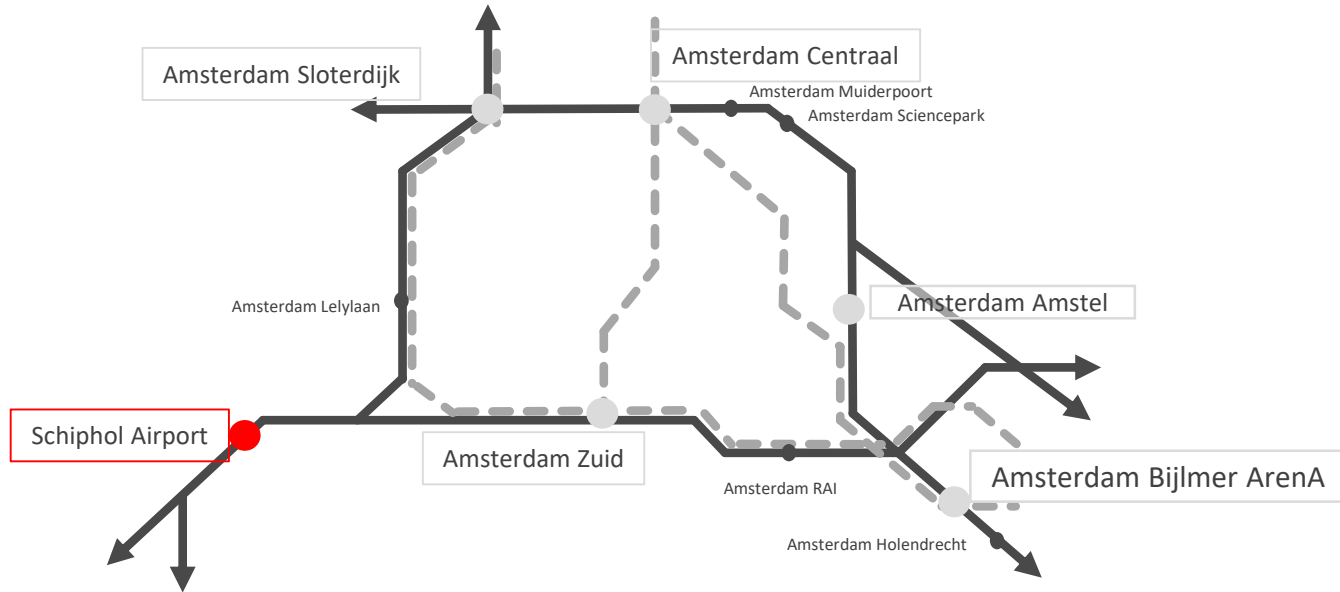 Amsterdam Sloterdijk
Amsterdam Centraal
Amsterdam Muiderpoort
Amsterdam Sciencepark
Amsterdam Lelylaan
Amsterdam Amstel
Schiphol Airport
Amsterdam Zuid
Amsterdam RAI
Amsterdam Bijlmer ArenA
Amsterdam Holendrecht